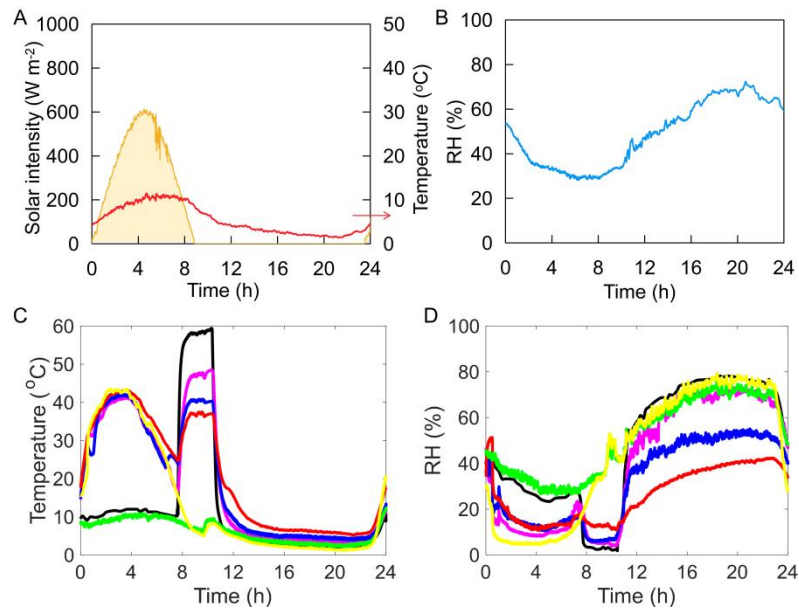 A
Solar intensity (W m-2)
1000
800
600
400
200
0
50
40
30
20
10
0
Temperature (oC)
0 4 8 12 16 20 24
Time (h)
B
RH (%)
100
80
60
40
20
0
0 4 8 12 16 20 24
Time (h)
C
Temperature (°C)
60
50
40
30
20
10
0
0 4 8 12 16 20 24
Time (h)
D
RH (%)
100
80
60
40
20
0
0 4 8 12 16 20 24
Time (h)